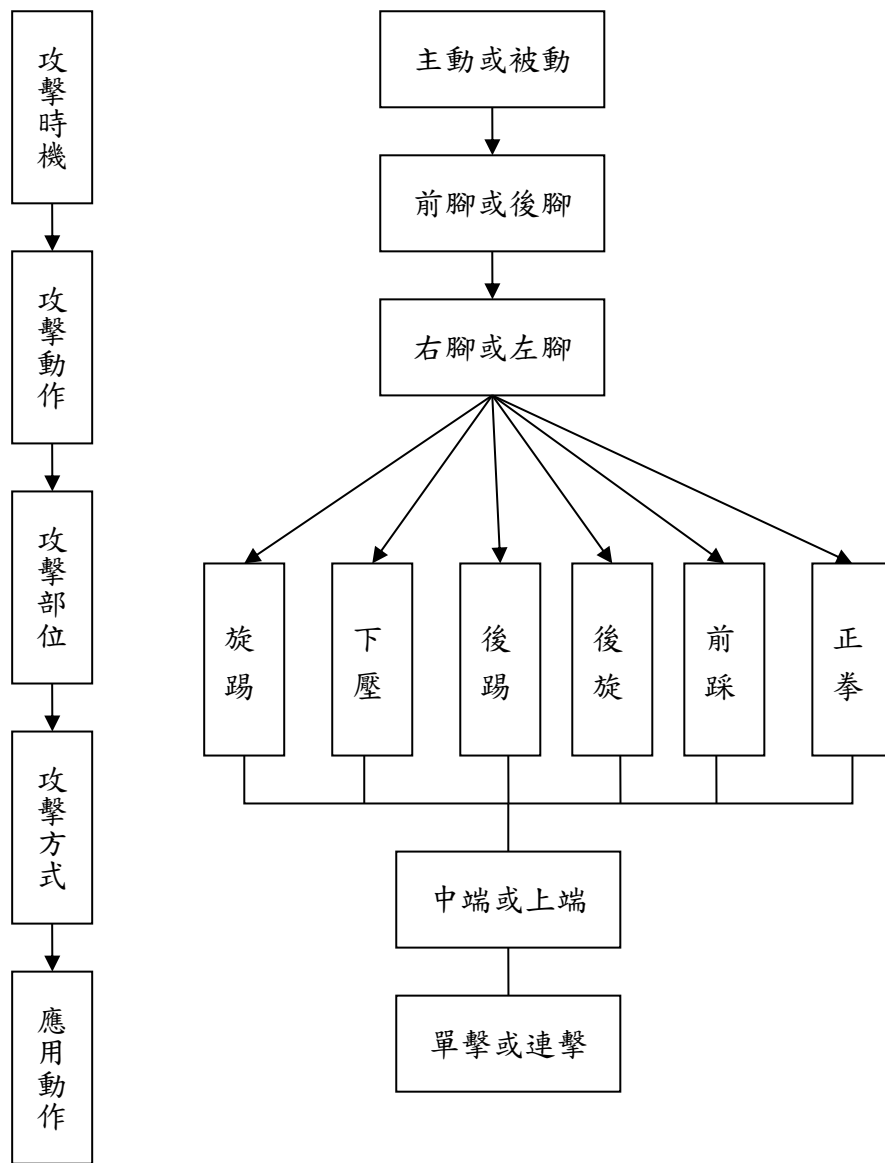 攻擊時機
攻擊動作
攻擊部位
攻擊方式
應用動作
主動或被動
前腳或後腳
右腳或左腳
旋踢
下壓
後踢
後旋
前踩
正拳
中端或上端
單擊或連擊